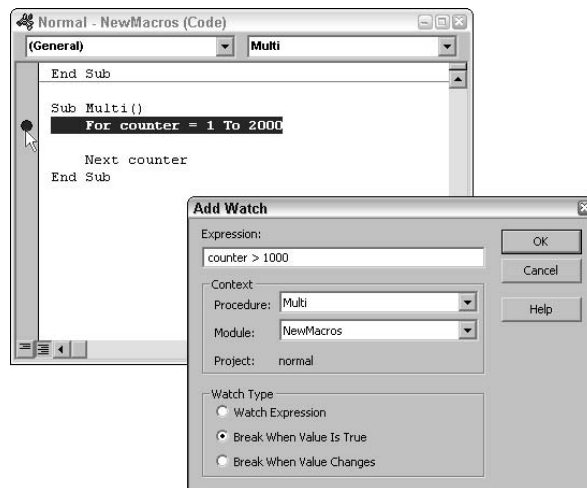 Normal - NewMacros (Code)
(General) Multi
End Sub
Sub Multi()
For counter = 1 To 2000
Next counter
End Sub
Add Watch
Expression:
counter > 1000
OK
Cancel
Help
Context
Procedure: Multi
Module: NewMacros
Project: normal
Watch Type
Watch Expression
Break When Value Is True
Break When Value Changes